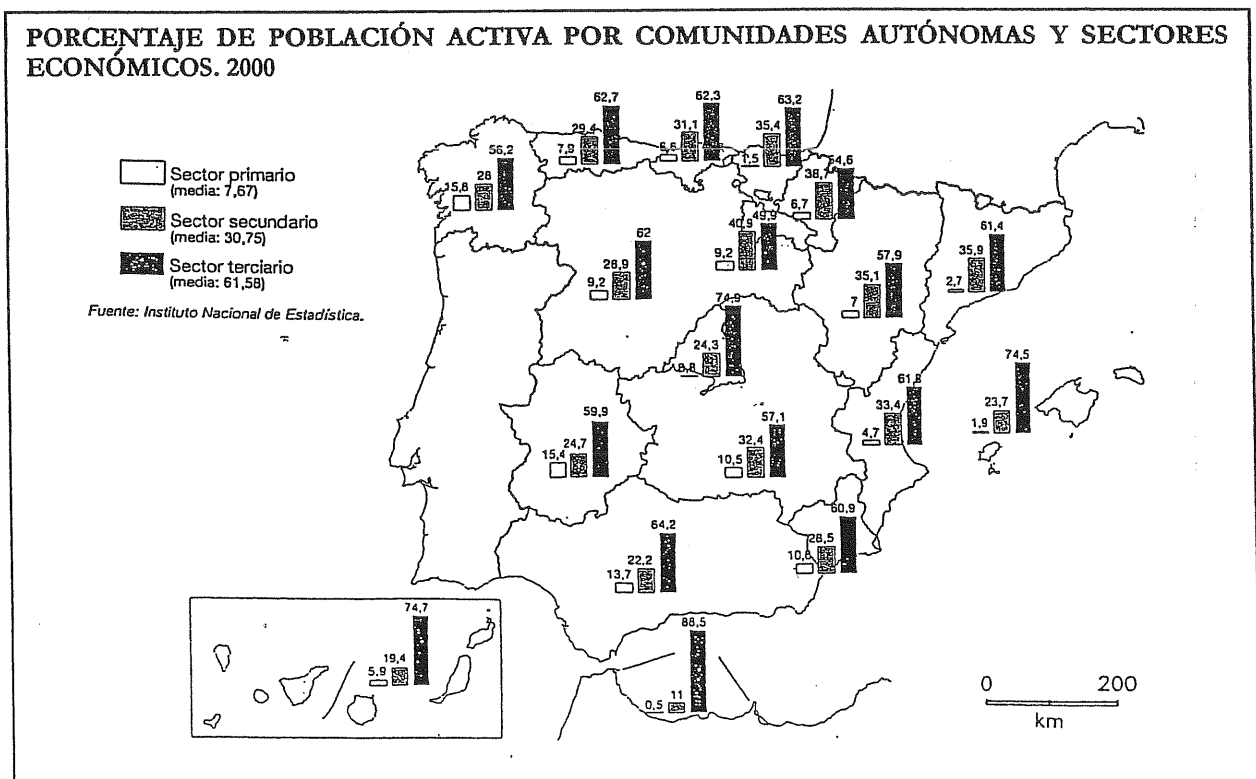 PORCENTAJE DE POBLACIÓN ACTIVA POR COMUNIDADES AUTÓNOMAS Y SECTORES
ECONÓMICOS. 2000
Sector primario
(media: 7,67)
Sector secundario
(media: 30,75)
Sector terciario
(media: 61,58)
Fuente: Instituto Nacional de Estadística.
15,8 28 56,2
7,9 29,4 62,7
6,6 31,1 62,3
1,5 35,4 63,2
6,7 38,7 54,6
9,2 40,9 49,9
9,2 62
7 35,1 57,9
2,7 35,9 61,4
24,3 74,9
4,7 33,4
1,9 23,7 74,5
15,4 24,7 59,9
10,5 32,4 57,1
28,5 60,9
13,7 22,2 64,2
5,9 19,4 74,7
0,5 11 88,5
0 200
km